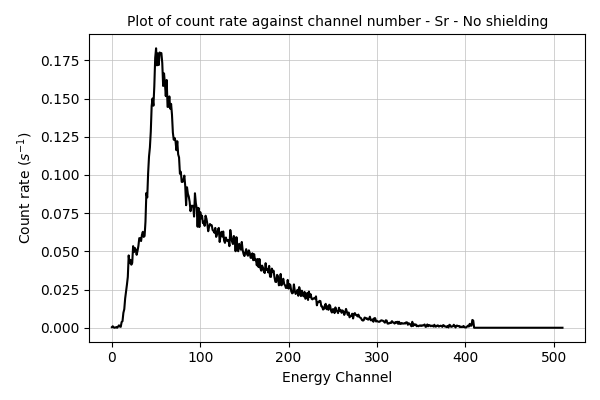 Plot of count rate against channel number - Sr - No shielding
Count rate (s⁻¹)
0.175
0.150
0.125
0.100
0.075
0.050
0.025
0.000
0 100 200 300 400 500
Energy Channel